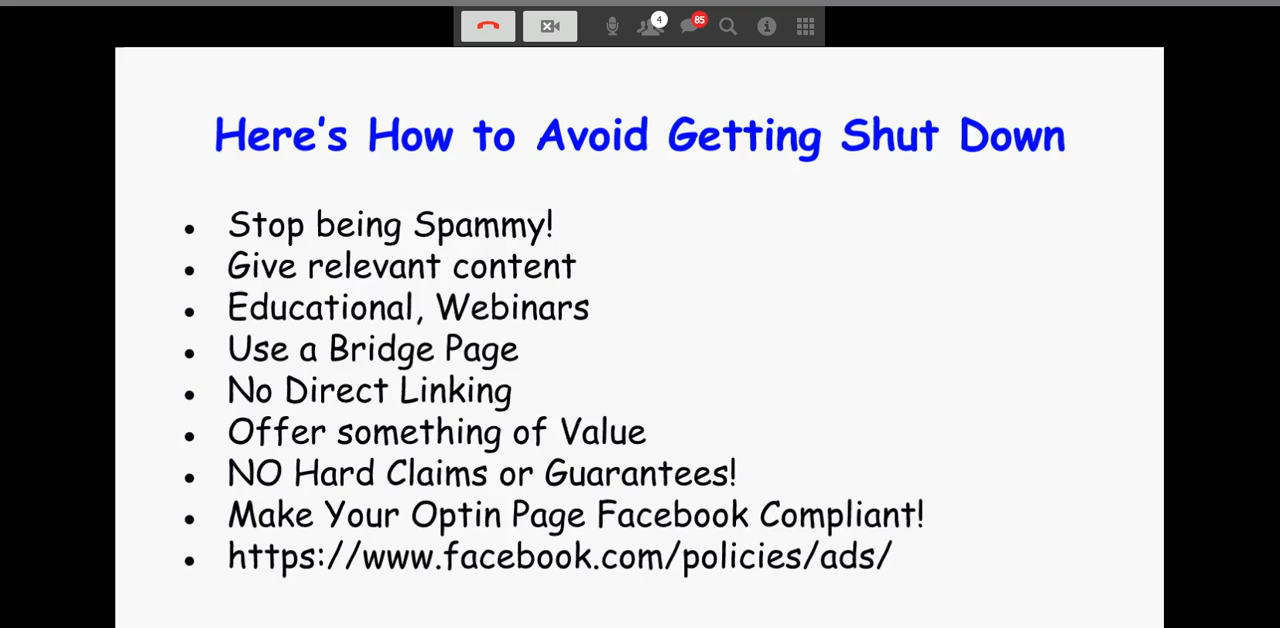 4
85
Here's How to Avoid Getting Shut Down
• Stop being Spammy!
• Give relevant content
• Educational, Webinars
• Use a Bridge Page
• No Direct Linking
• Offer something of Value
• NO Hard Claims or Guarantees!
• Make Your Optin Page Facebook Compliant!
• https://www.facebook.com/policies/ads/